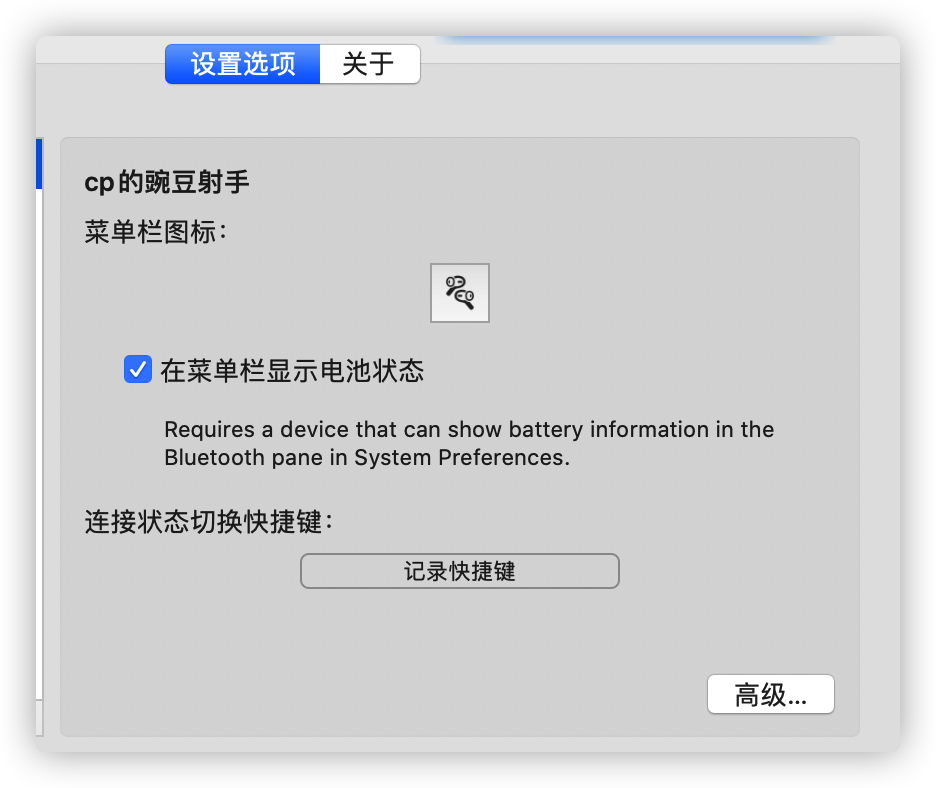 设置选项
关于
cp的豌豆射手
菜单栏图标：
在菜单栏显示电池状态
Requires a device that can show battery information in the
Bluetooth pane in System Preferences.
连接状态切换快捷键：
记录快捷键
高级...